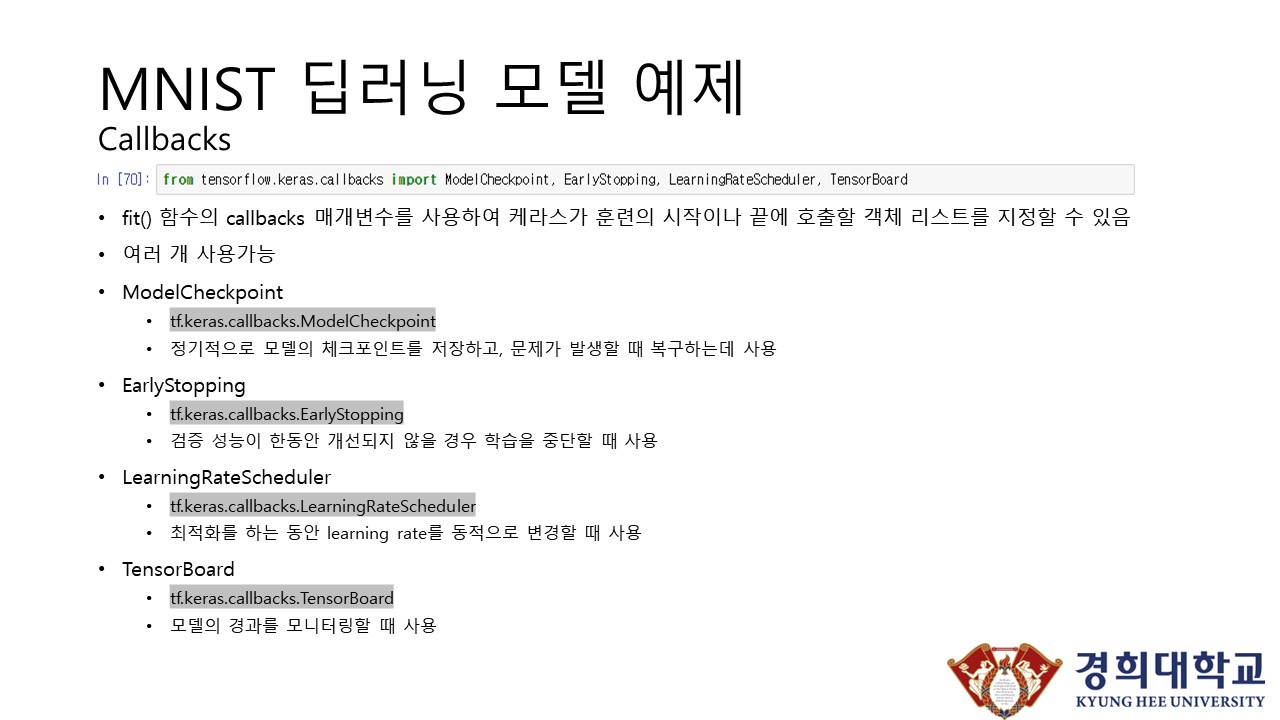 MNIST 딥러닝 모델 예제
Callbacks
In [70]: from tensorflow.keras.callbacks import ModelCheckpoint, EarlyStopping, LearningRateScheduler, TensorBoard
• fit() 함수의 callbacks 매개변수를 사용하여 케라스가 훈련의 시작이나 끝에 호출할 객체 리스트를 지정할 수 있음
• 여러 개 사용가능
• ModelCheckpoint
• tf.keras.callbacks.ModelCheckpoint
• 정기적으로 모델의 체크포인트를 저장하고, 문제가 발생할 때 복구하는데 사용
• EarlyStopping
• tf.keras.callbacks.EarlyStopping
• 검증 성능이 한동안 개선되지 않을 경우 학습을 중단할 때 사용
• LearningRateScheduler
• tf.keras.callbacks.LearningRateScheduler
• 최적화를 하는 동안 learning rate를 동적으로 변경할 때 사용
• TensorBoard
• tf.keras.callbacks.TensorBoard
• 모델의 경과를 모니터링할 때 사용
경희대학교
KYUNG HEE UNIVERSITY